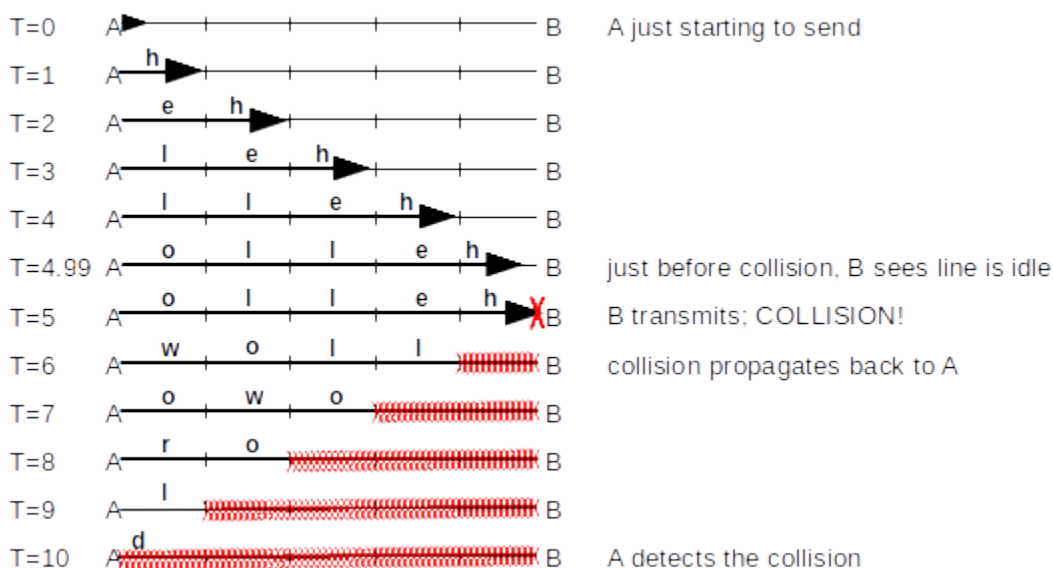 T=0 A B A just starting to send
h
T=1 A B
e h
T=2 A B
l e h
T=3 A B
l l e h
T=4 A B
o l l e h
T=4.99 A B just before collision, B sees line is idle
o l l e h
T=5 A B B transmits; COLLISION!
w o l l
T=6 A B collision propagates back to A
o w o
T=7 A B
r o
T=8 A B
l
T=9 A B
d
T=10 A B A detects the collision